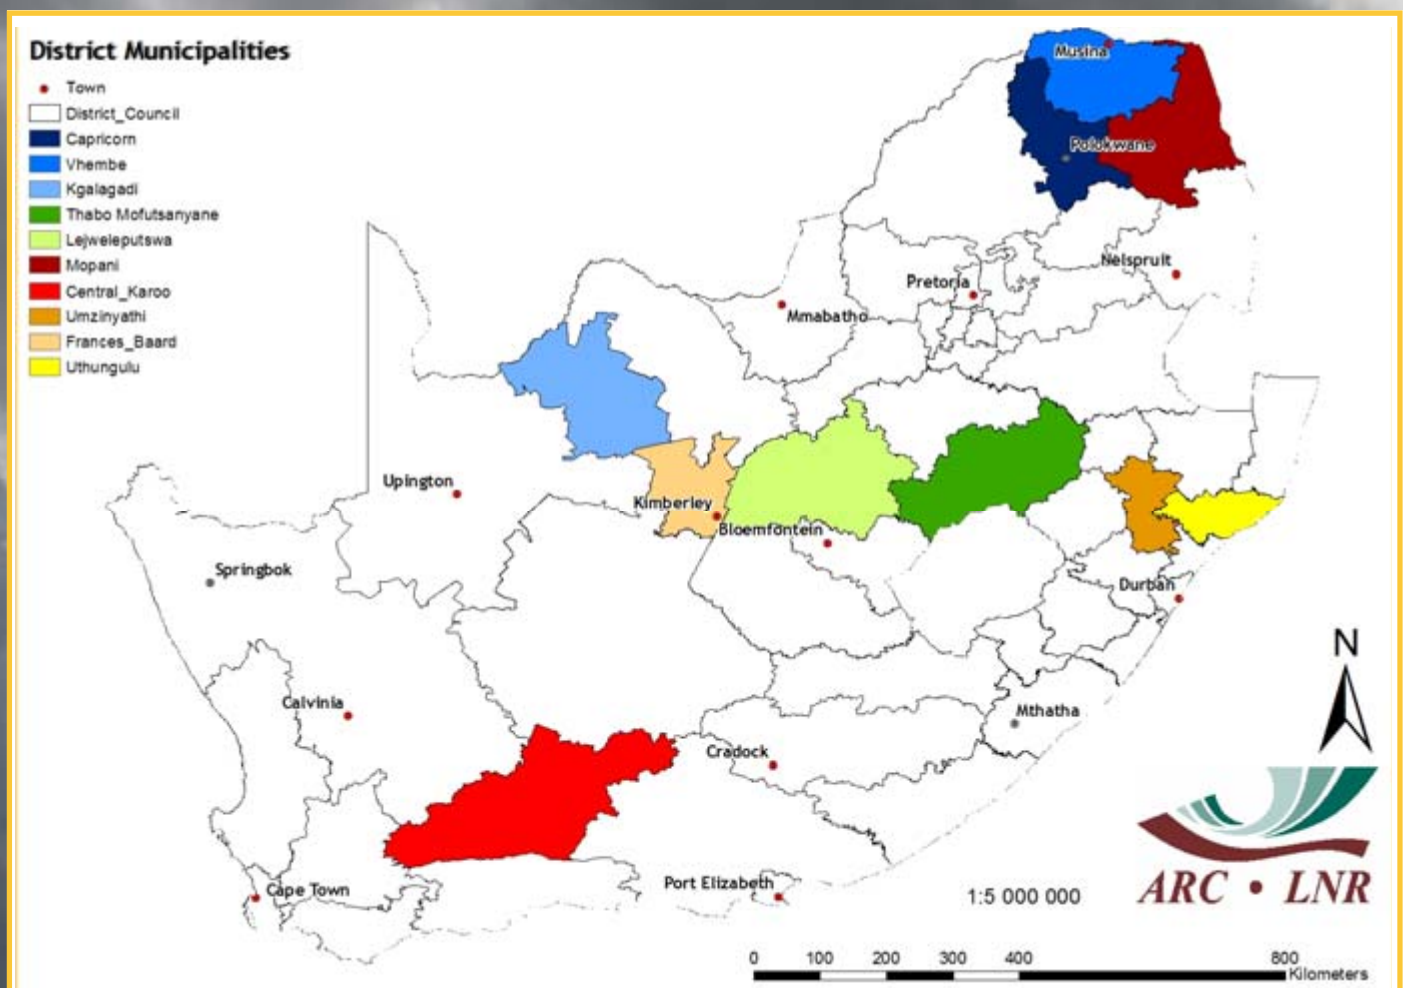 District Municipalities
Town
District_Council
Capricorn
Vhembe
Kgalagadi
Thabo Mofutsanyane
Lejweleputswa
Mopani
Central_Karoo
Umzinyathi
Frances_Baard
Uthungulu
Musina
Polokwane
Nelspruit
Pretoria
Mmabatho
Upington
Kimberley
Bloemfontein
Springbok
Durban
N
Calvinia
Mthatha
Cradock
Port Elizabeth
Cape Town
1:5 000 000
ARC • LNR
0 100 200 300 400 800
Kilometers